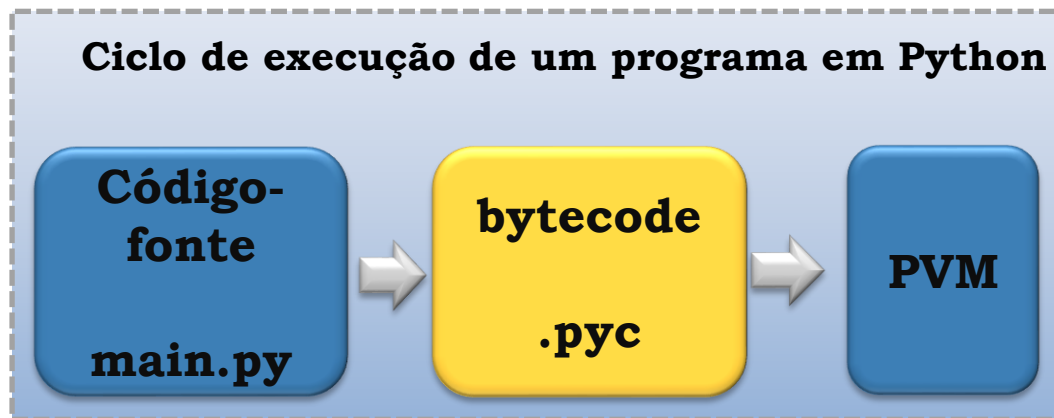 Ciclo de execução de um programa em Python
Código-
fonte
main.py
bytecode
.pyc
PVM